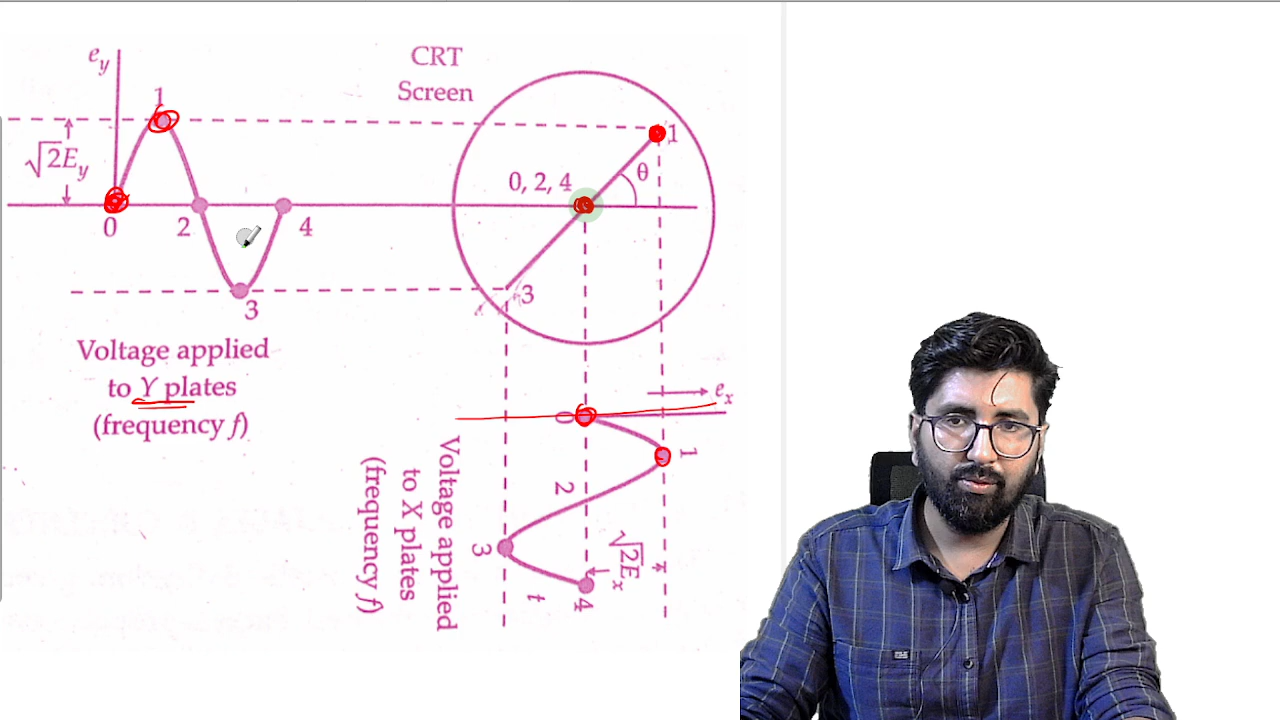 e_y
1
√2E_y
0
2
4
3
Voltage applied
to Y plates
(frequency f)
CRT
Screen
1
θ
0, 2, 4
3
e_x
0
1
2
3
√2E_x
t
4
Voltage applied
to X plates
(frequency f)